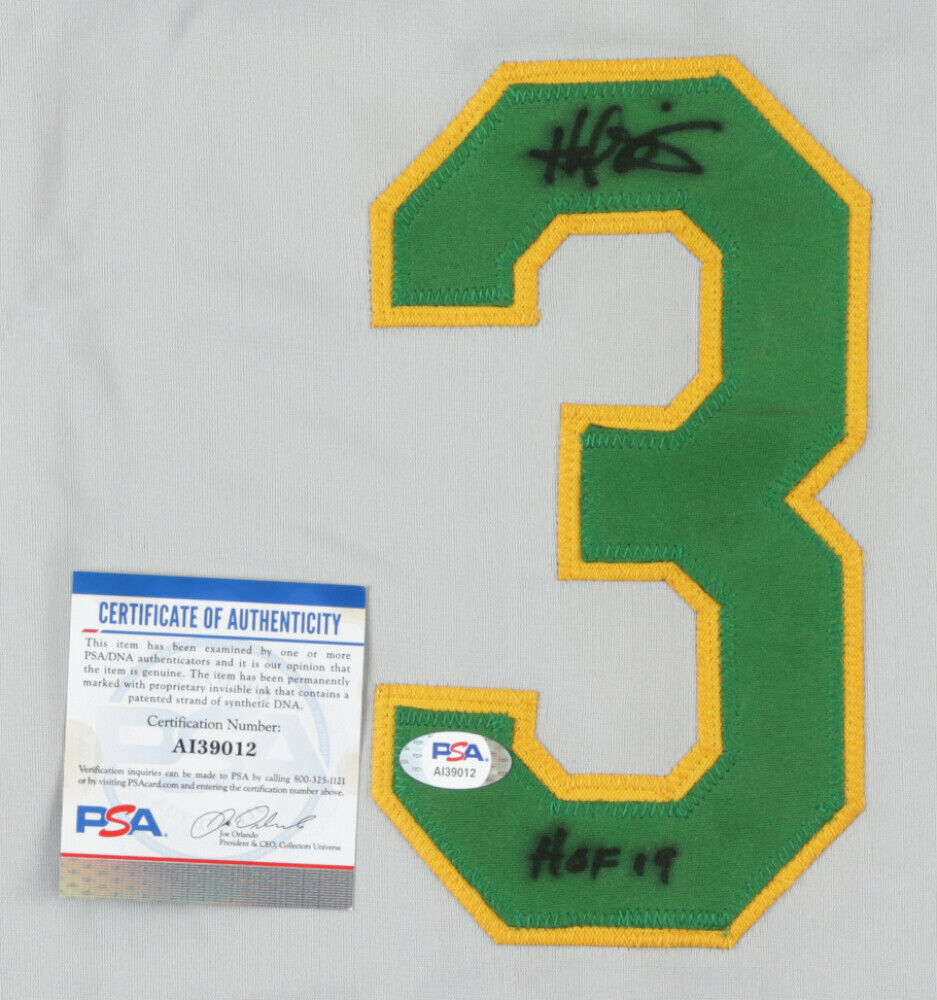 3
CERTIFICATE OF AUTHENTICITY
This item has been examined by one or more
PSA/DNA authenticators and it is our opinion that
the item is genuine. The item has been permanently
marked with proprietary invisible ink that contains a
patented strand of synthetic DNA.
Certification Number:
AI39012
Verification inquiries can be made to PSA by calling 800-325-1121
or by visiting PSAcard.com and entering the certification number above.
PSA
Joe Orlando
President & CEO, Collectors Universe
PSA
AI39012
HOF 19